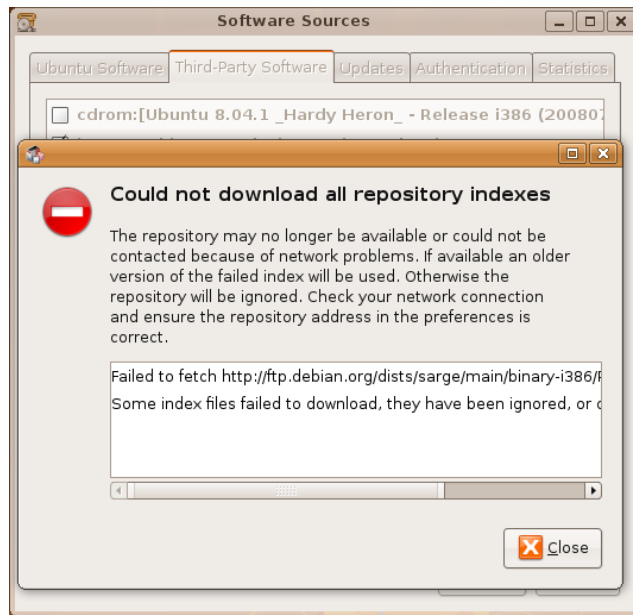 Software Sources
Ubuntu Software Third-Party Software Updates Authentication Statistics
cdrom:[Ubuntu 8.04.1 _Hardy Heron_ - Release i386 (200807
Could not download all repository indexes
The repository may no longer be available or could not be
contacted because of network problems. If available an older
version of the failed index will be used. Otherwise the
repository will be ignored. Check your network connection
and ensure the repository address in the preferences is
correct.
Failed to fetch http://ftp.debian.org/dists/sarge/main/binary-i386/
Some index files failed to download, they have been ignored, or
Close